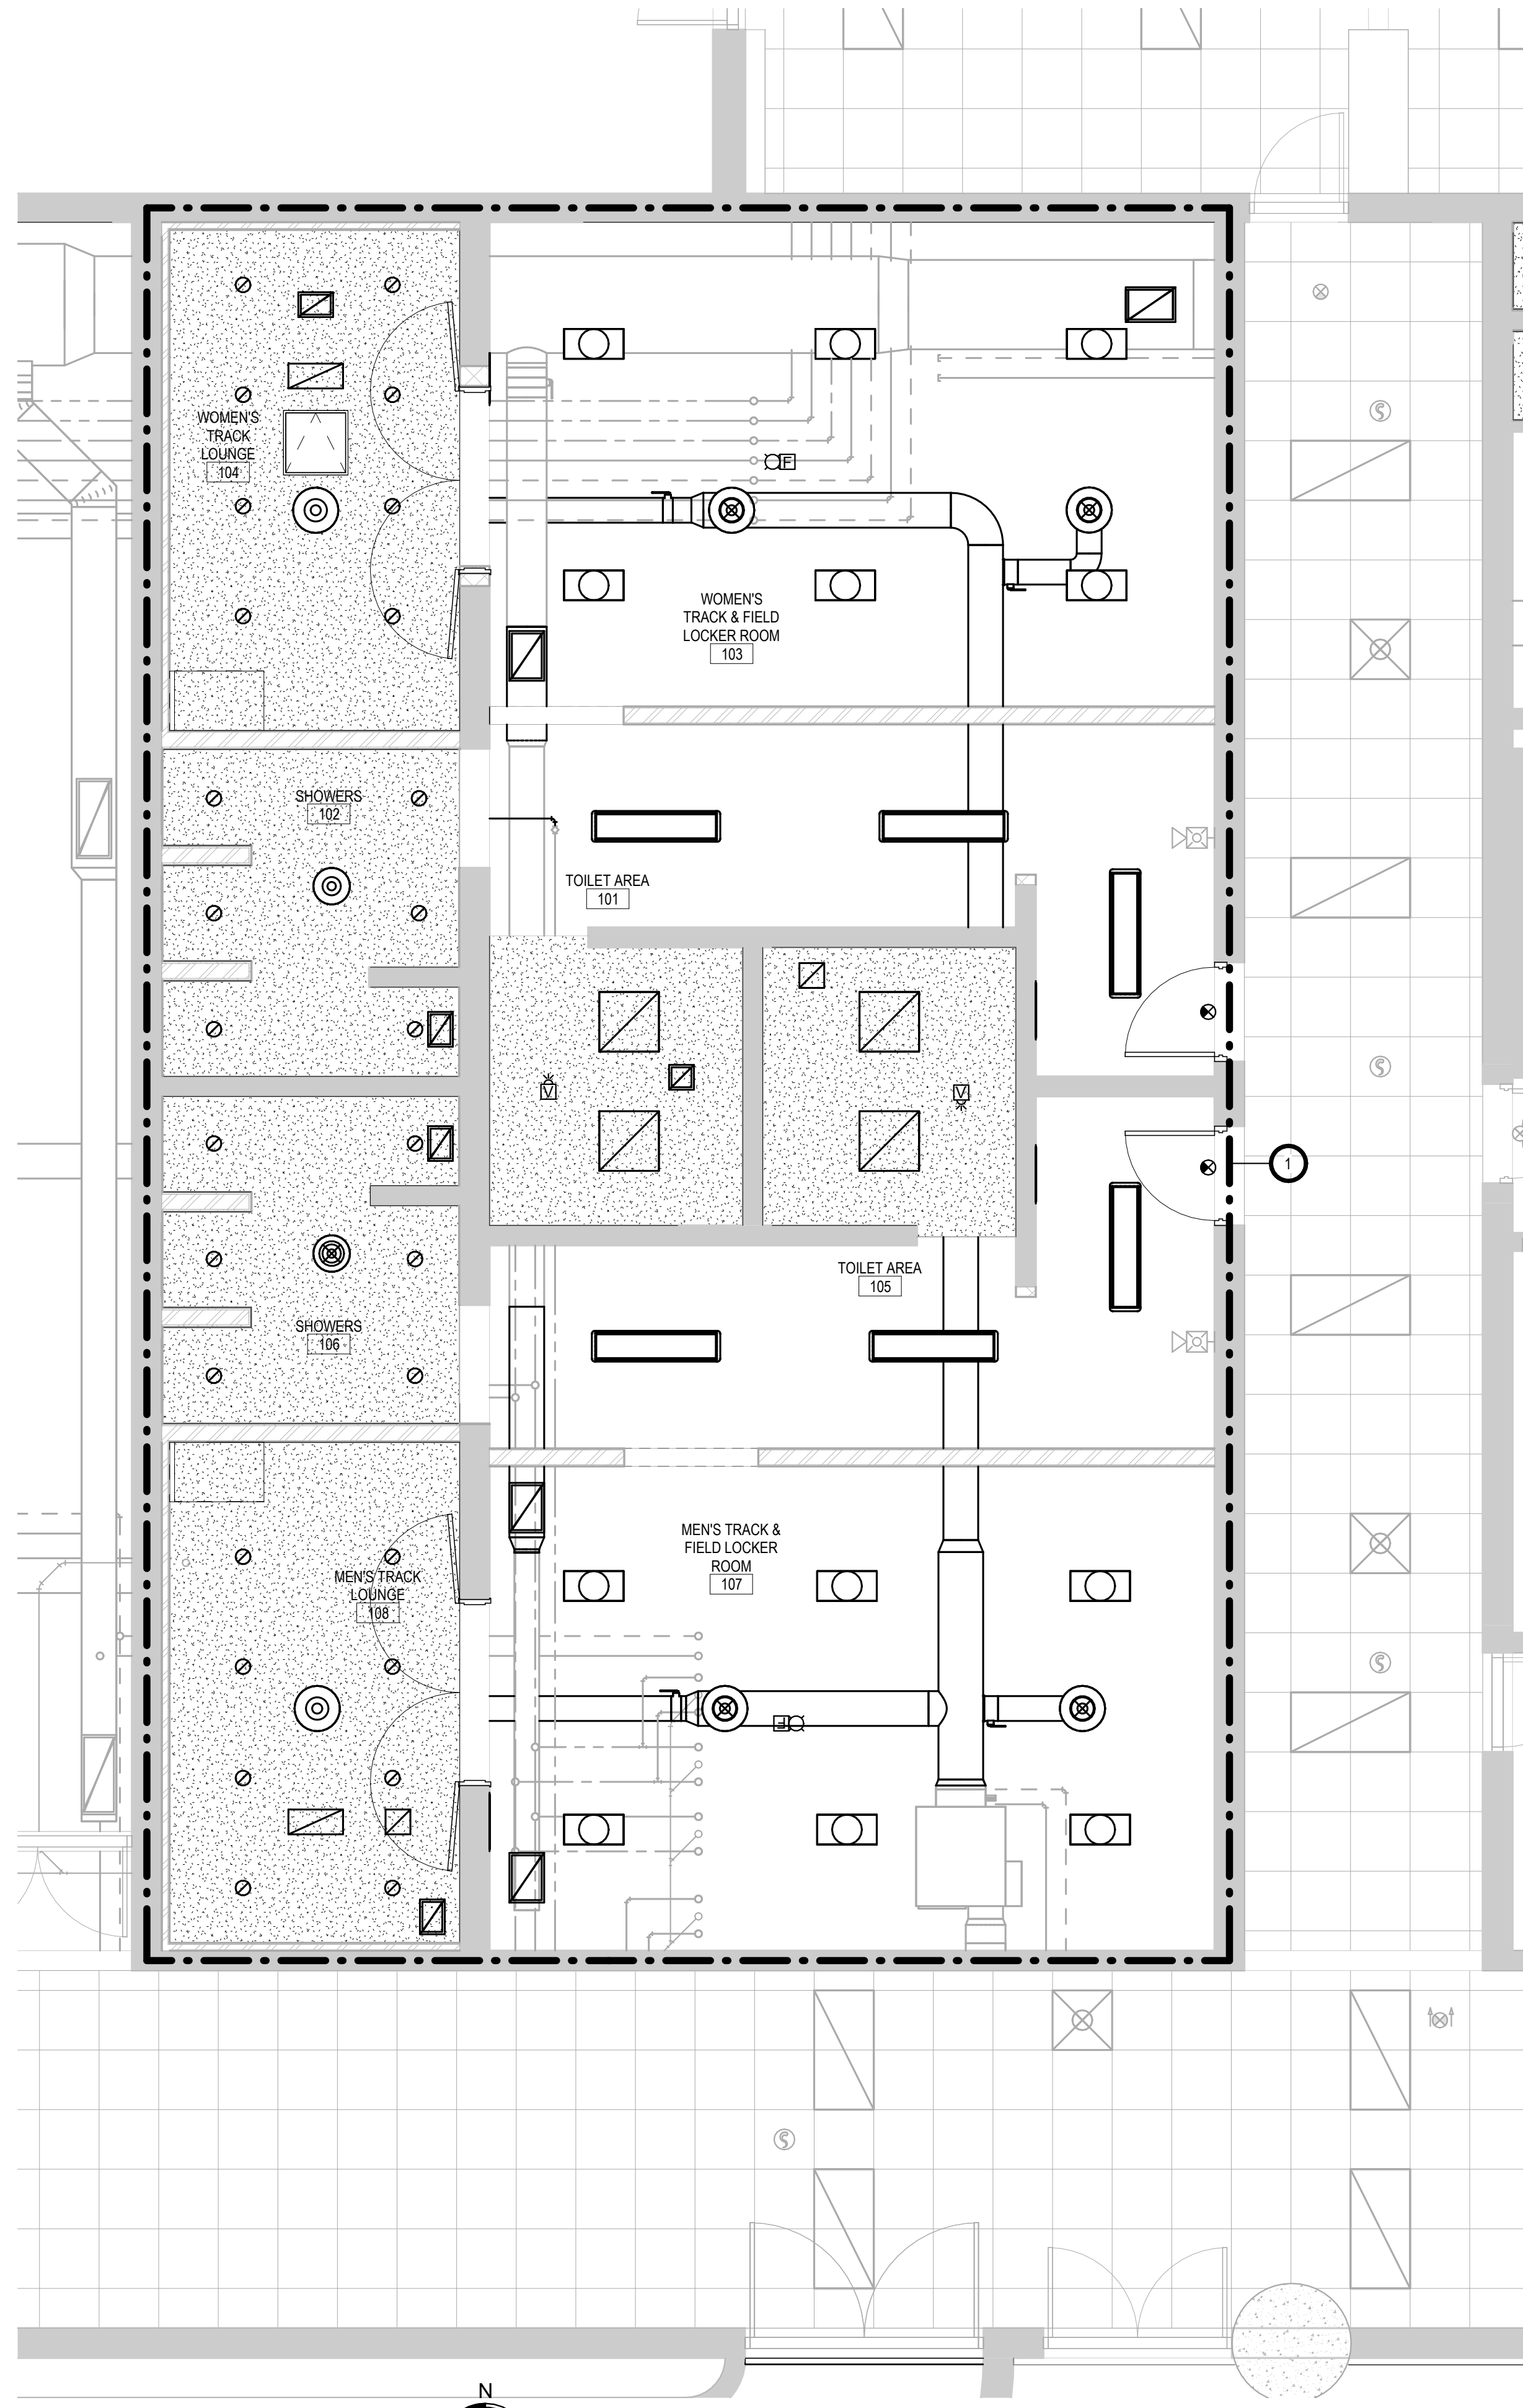 WOMEN'S
TRACK
LOUNGE
104
F
WOMEN'S
TRACK & FIELD
LOCKER ROOM
103
SHOWERS
102
TOILET AREA
101
V
V
1
TOILET AREA
105
SHOWERS
106
MEN'S TRACK &
FIELD LOCKER
ROOM
107
MEN'S TRACK
LOUNGE
108
F
N